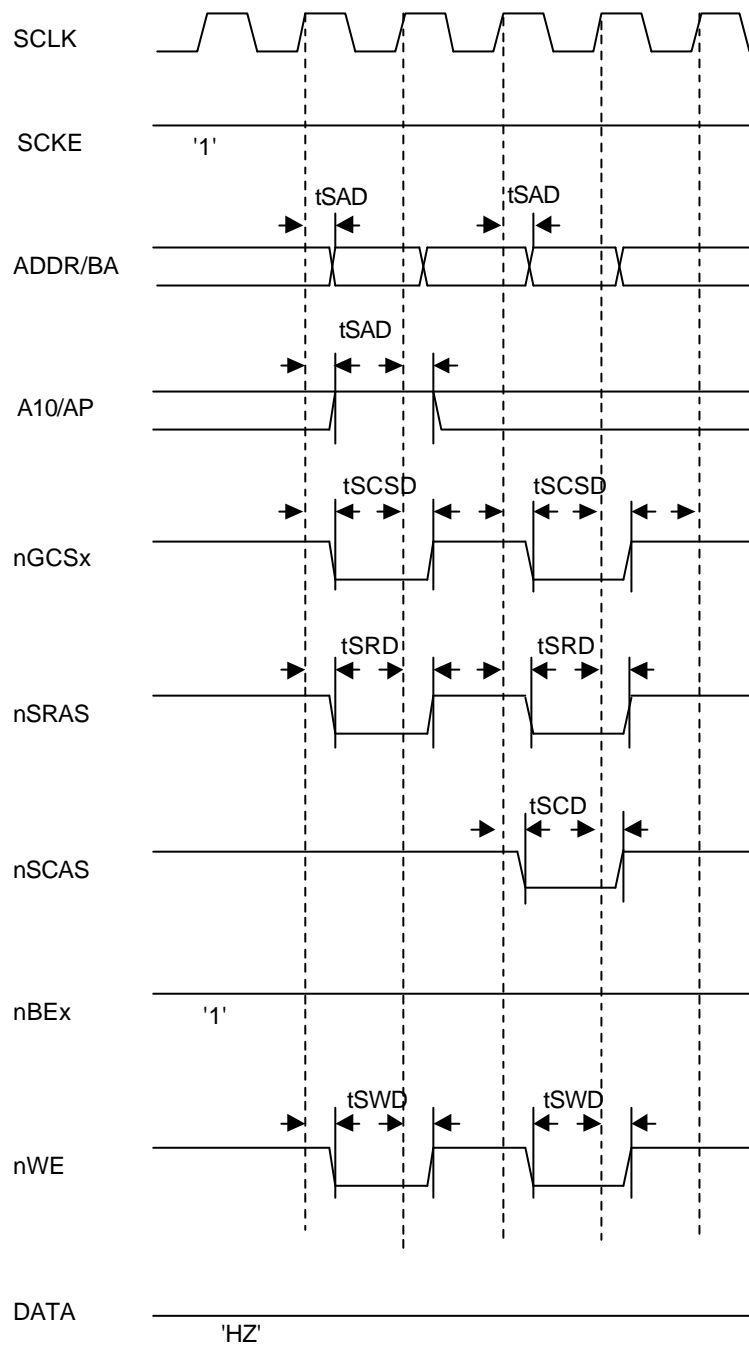 SCLK
SCKE
'1'
tSAD
tSAD
ADDR/BA
tSAD
A10/AP
tSCSD
tSCSD
nGCSx
tSRD
tSRD
nSRAS
tSCD
nSCAS
nBEx
'1'
tSWD
tSWD
nWE
DATA
'HZ'